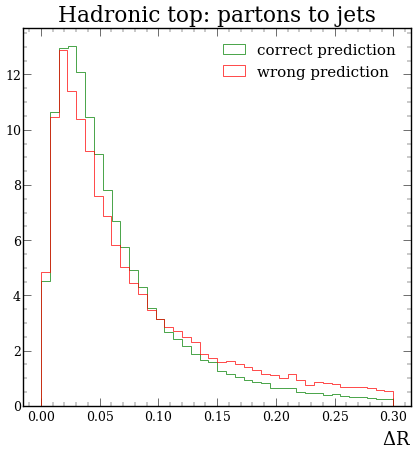 Hadronic top: partons to jets
correct prediction
wrong prediction
12
10
8
6
4
2
0
0.00 0.05 0.10 0.15 0.20 0.25 0.30
ΔR